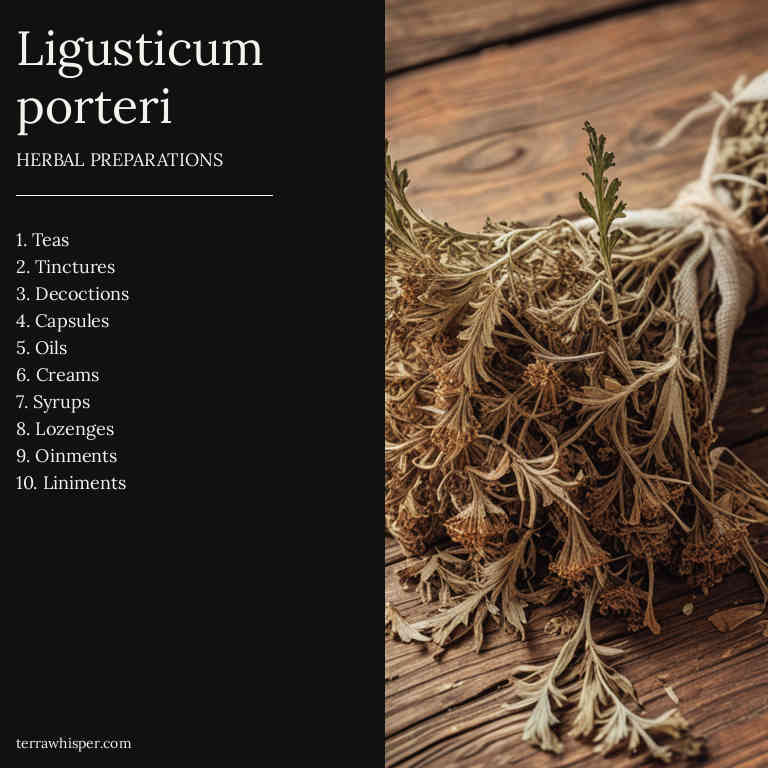 Ligusticum
porteri
HERBAL PREPARATIONS
1. Teas
2. Tinctures
3. Decoctions
4. Capsules
5. Oils
6. Creams
7. Syrups
8. Lozenges
9. Oinments
10. Liniments
terrawhisper.com